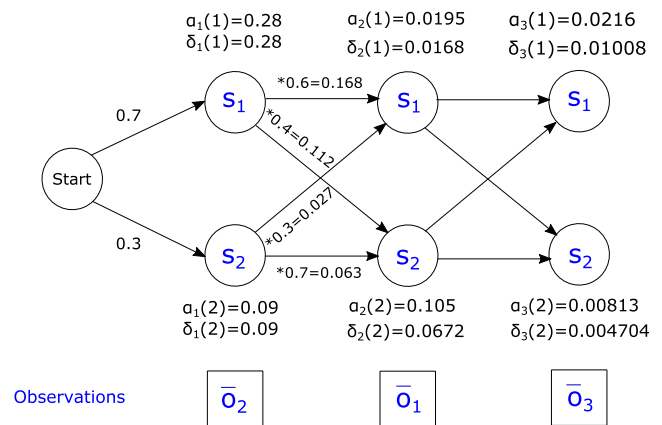 α₁(1)=0.28 α₂(1)=0.0195 α₃(1)=0.0216
δ₁(1)=0.28 δ₂(1)=0.0168 δ₃(1)=0.01008
*0.6=0.168
s₁ s₁ s₁
0.7 *0.4=0.112
Start
0.3 *0.3=0.027
s₂ s₂ s₂
*0.7=0.063
α₁(2)=0.09 α₂(2)=0.105 α₃(2)=0.00813
δ₁(2)=0.09 δ₂(2)=0.0672 δ₃(2)=0.004704
Observations o̅₂ o̅₁ o̅₃